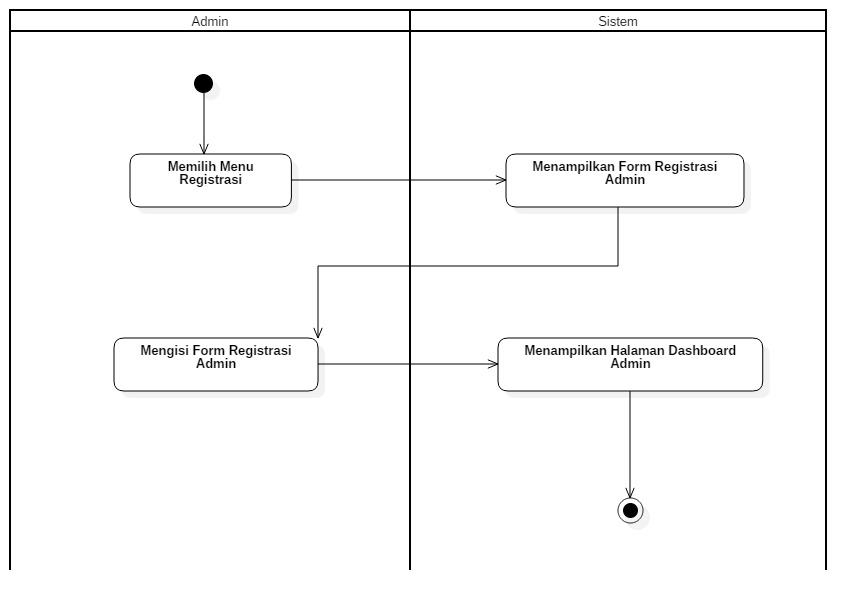 Admin
Sistem
Memilih Menu
Registrasi
Menampilkan Form Registrasi
Admin
Mengisi Form Registrasi
Admin
Menampilkan Halaman Dashboard
Admin